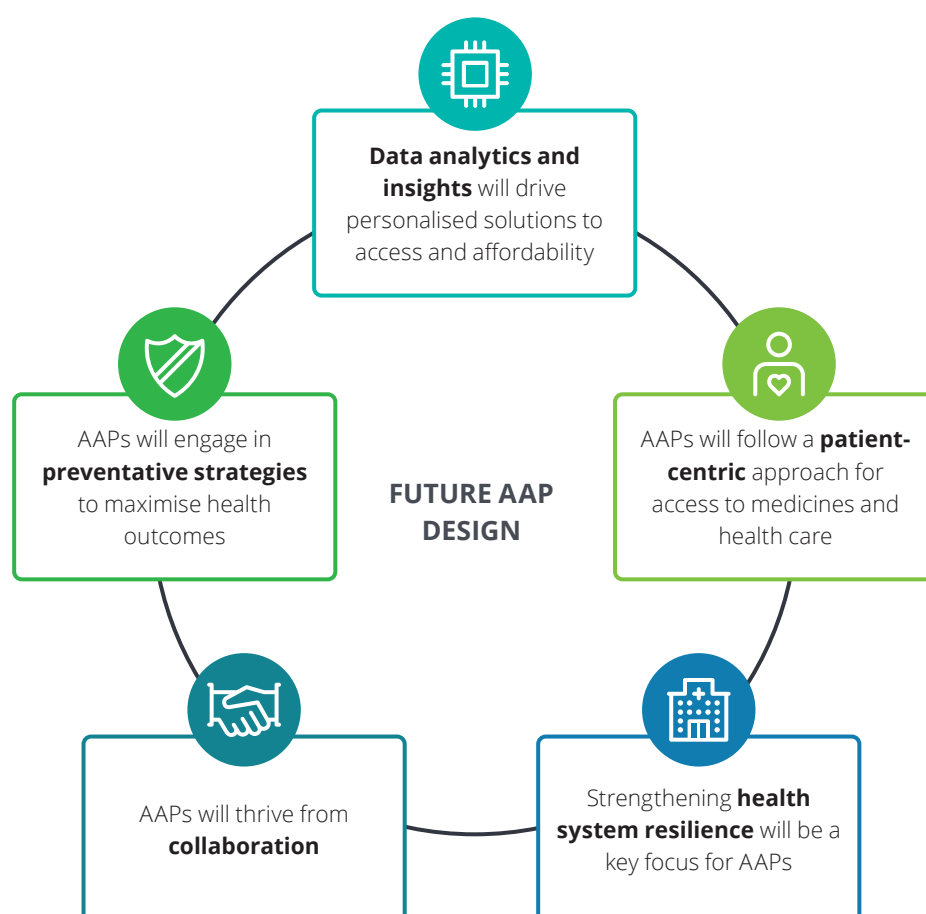 Data analytics and
insights will drive
personalised solutions to
access and affordability
AAPs will engage in
preventative strategies
to maximise health
outcomes
FUTURE AAP
DESIGN
AAPs will follow a patient-
centric approach for
access to medicines and
health care
AAPs will thrive from
collaboration
Strengthening health
system resilience will be a
key focus for AAPs